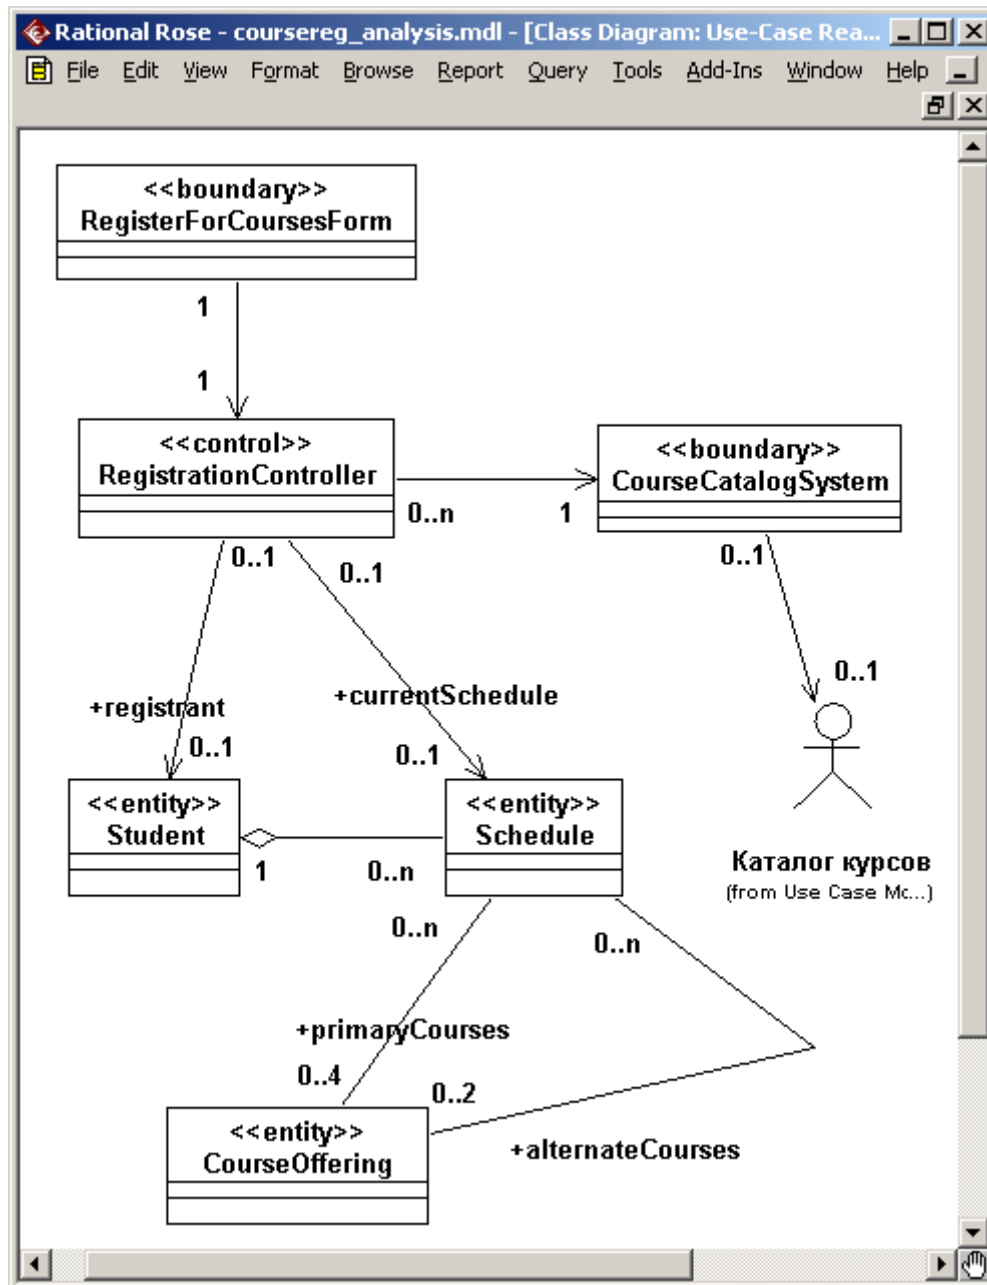 Rational Rose - coursereg_analysis.mdl - [Class Diagram: Use-Case Rea...
File Edit View Format Browse Report Query Tools Add-Ins Window Help
<<boundary>>
RegisterForCoursesForm
1
1
<<control>>
RegistrationController
<<boundary>>
CourseCatalogSystem
0..n
1
0..1
0..1
0..1
+registrant
+currentSchedule
0..1
0..1
0..1
<<entity>>
Student
<<entity>>
Schedule
1
0..n
Каталог курсов
(from Use Case Mc...)
0..n
0..n
+primaryCourses
0..4
0..2
<<entity>>
CourseOffering
+alternateCourses